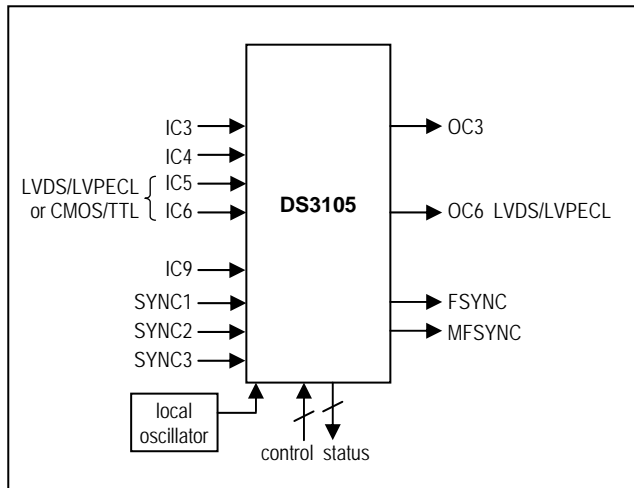 IC3
OC3
IC4
LVDS/LVPECL
or CMOS/TTL
IC5
IC6
DS3105
OC6 LVDS/LVPECL
IC9
SYNC1
FSYNC
SYNC2
MFSYNC
SYNC3
local
oscillator
control status